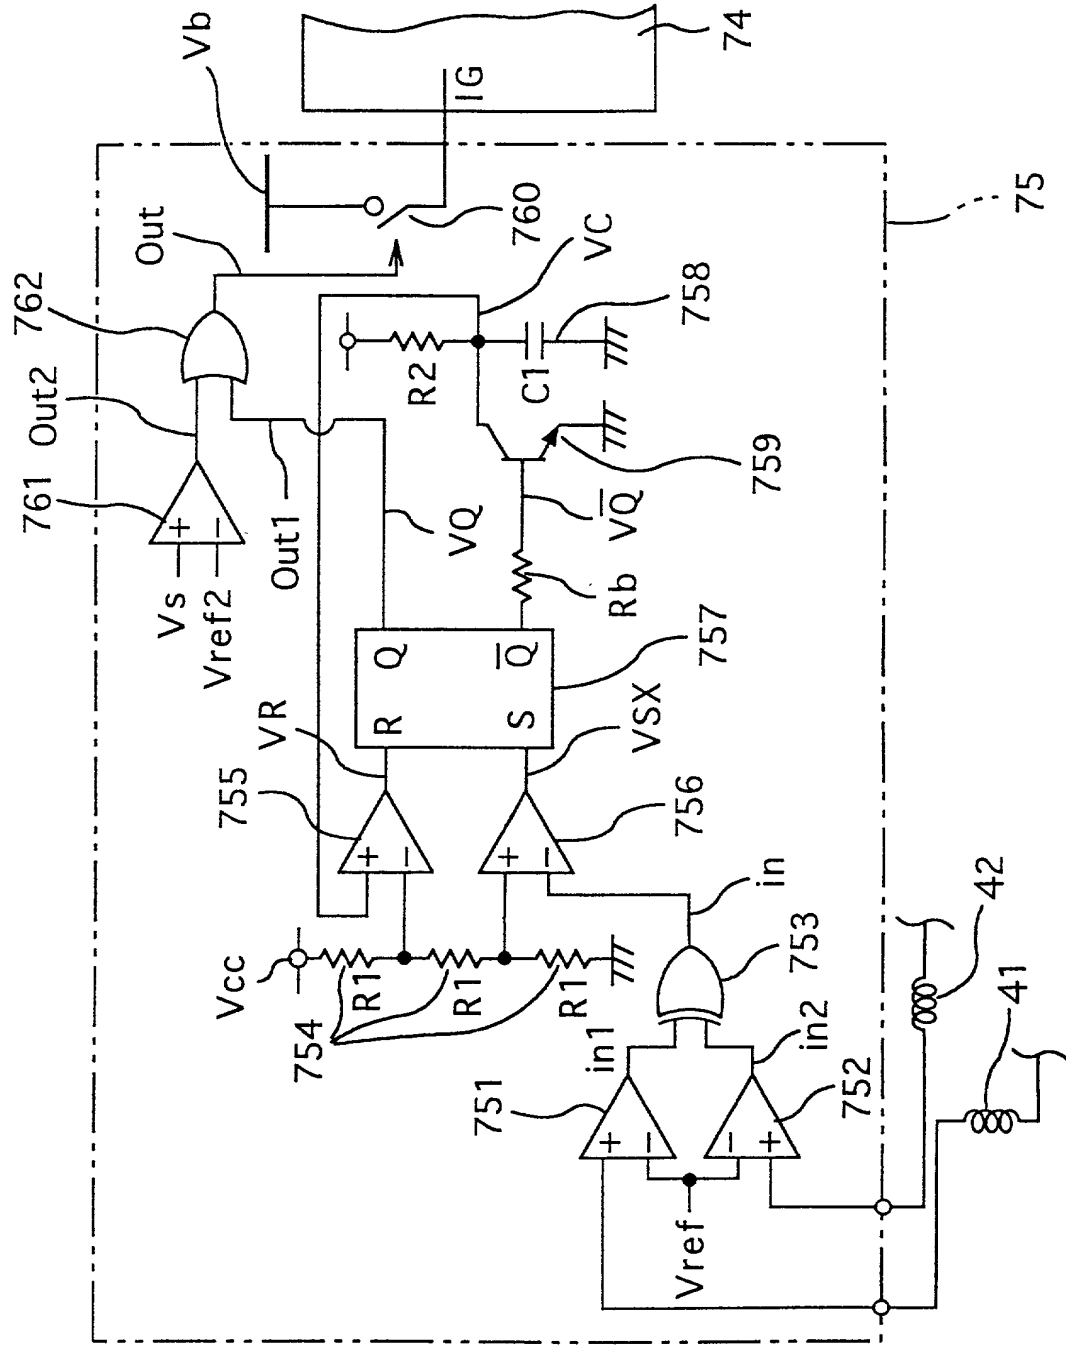 Vb
74
IG
Out
762
Out2
761
Vs
Vref2
Out1
760
VC
758
R2
C1
759
VQ
V̅Q̅
Rb
757
Q
Q̅
R
S
VR
VSX
755
756
Vcc
754
R1
R1
R1
in
753
in1
in2
751
752
Vref
42
41
75
+
−
+
−
+
−
+
−
−
+